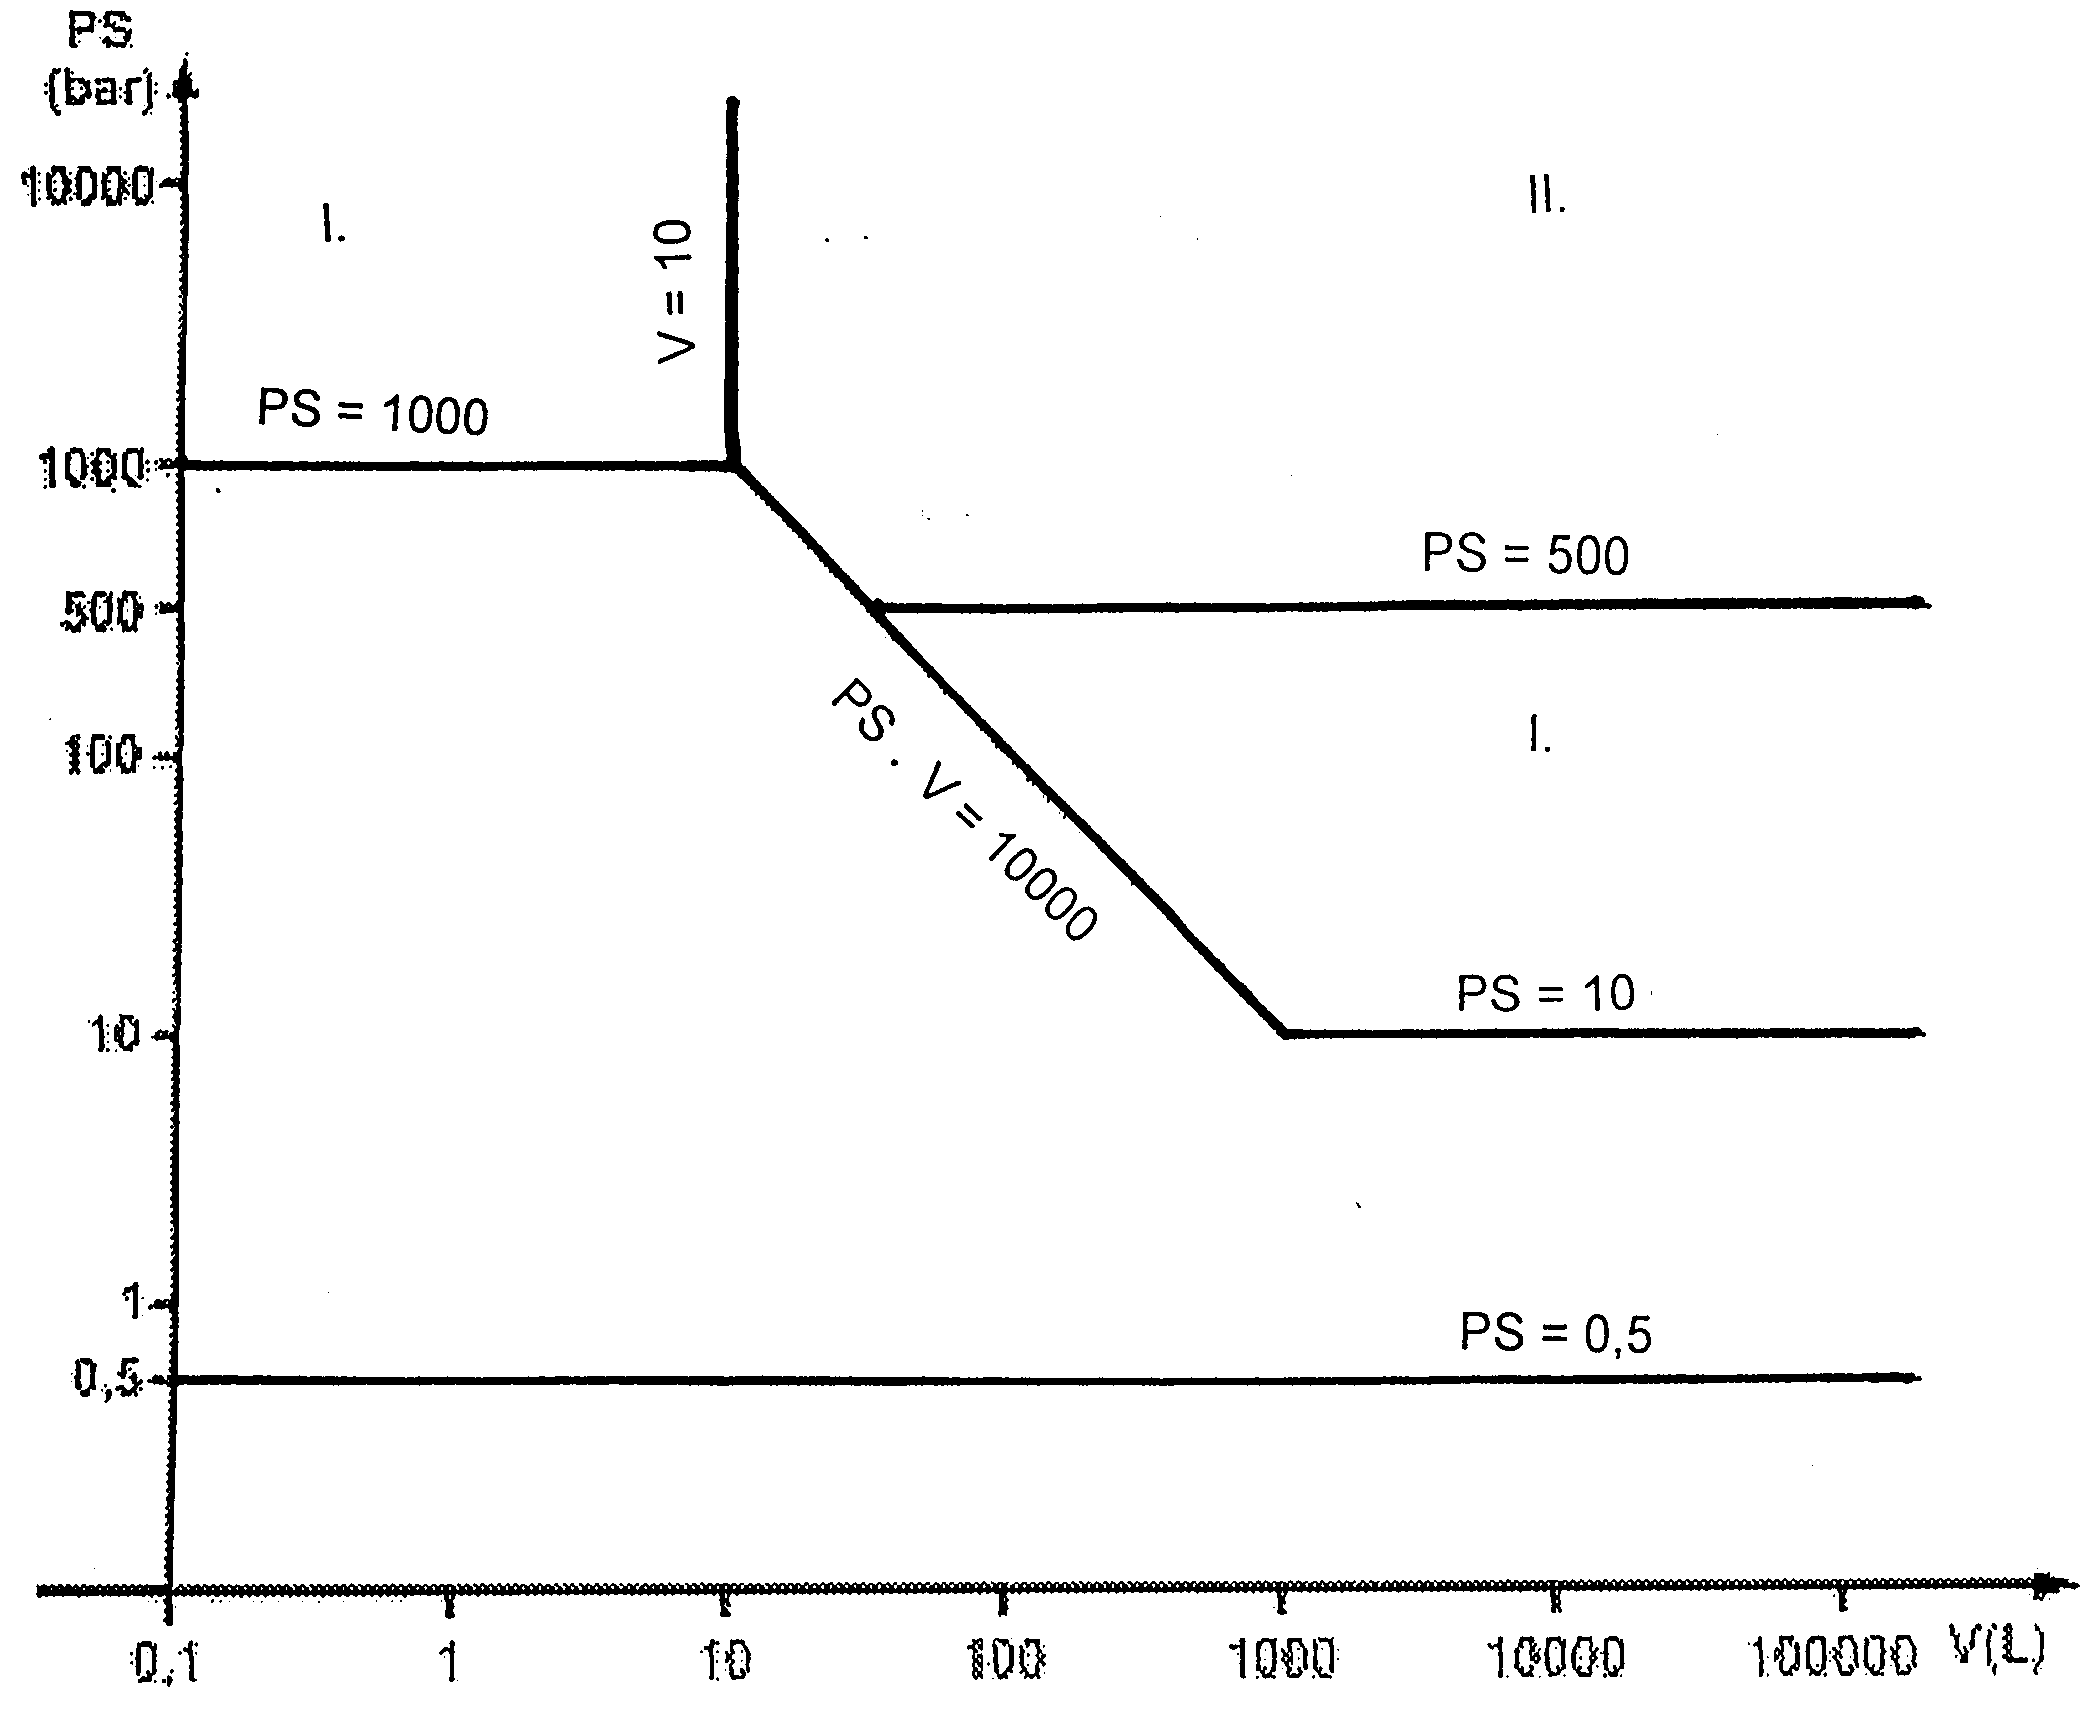 PS
(bar)
10000
I.
II.
V = 10
PS = 1000
1000
PS = 500
500
PS . V = 10000
I.
100
PS = 10
10
1
PS = 0,5
0,5
0,1 1 10 100 1000 10000 100000 V(L)